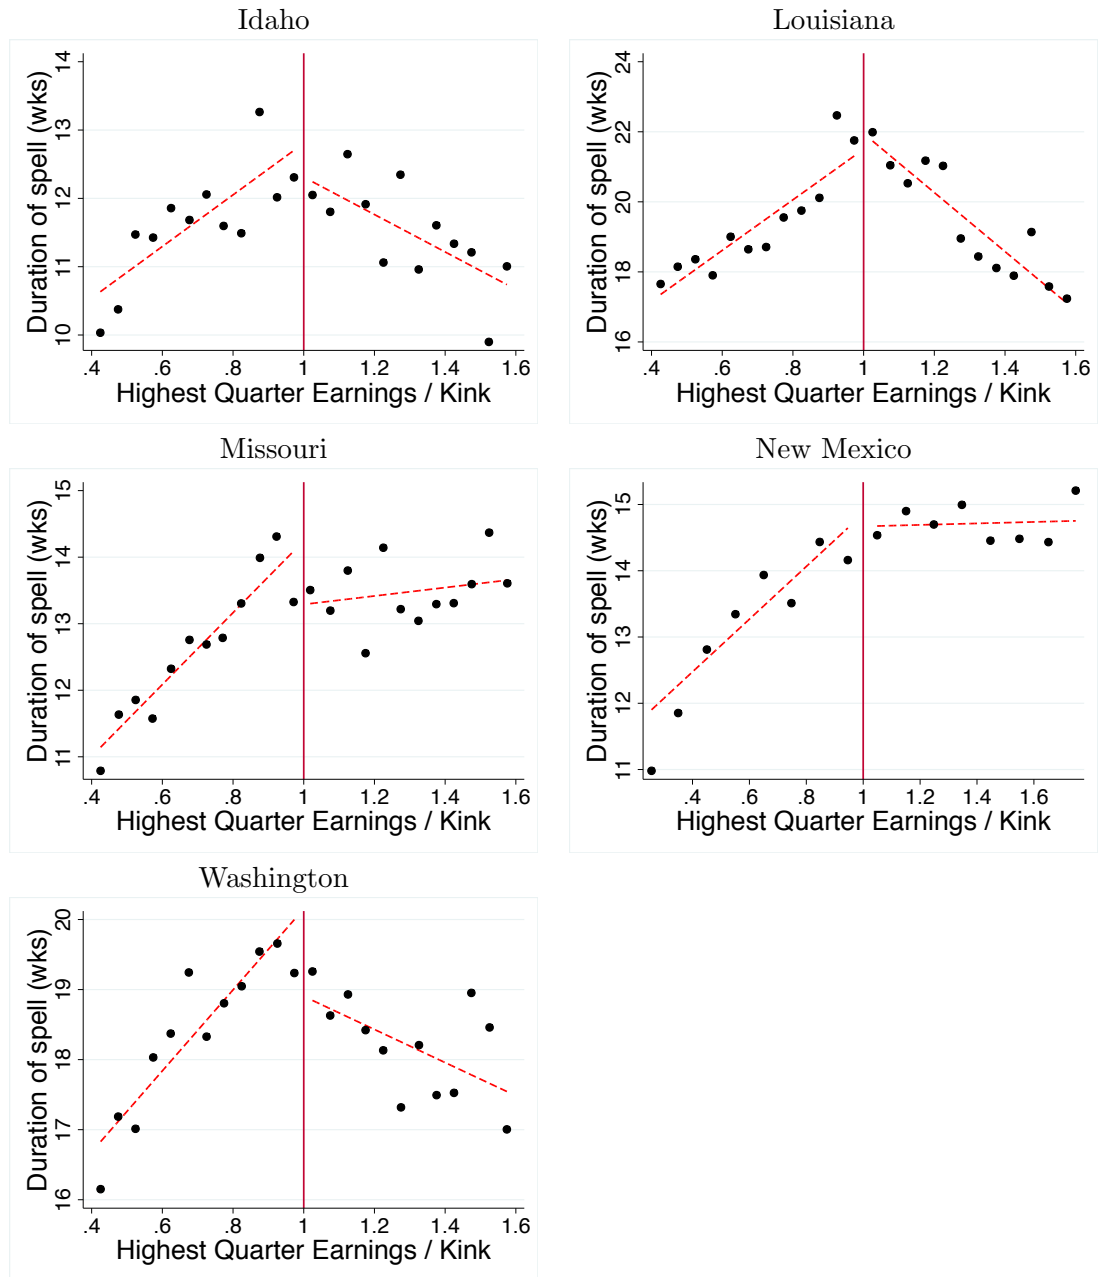 Idaho
Duration of spell (wks)
14
13
12
11
10
.4 .6 .8 1 1.2 1.4 1.6
Highest Quarter Earnings / Kink
Louisiana
Duration of spell (wks)
24
22
20
18
16
.4 .6 .8 1 1.2 1.4 1.6
Highest Quarter Earnings / Kink
Missouri
Duration of spell (wks)
15
14
13
12
11
.4 .6 .8 1 1.2 1.4 1.6
Highest Quarter Earnings / Kink
New Mexico
Duration of spell (wks)
15
14
13
12
11
.4 .6 .8 1 1.2 1.4 1.6
Highest Quarter Earnings / Kink
Washington
Duration of spell (wks)
20
19
18
17
16
.4 .6 .8 1 1.2 1.4 1.6
Highest Quarter Earnings / Kink